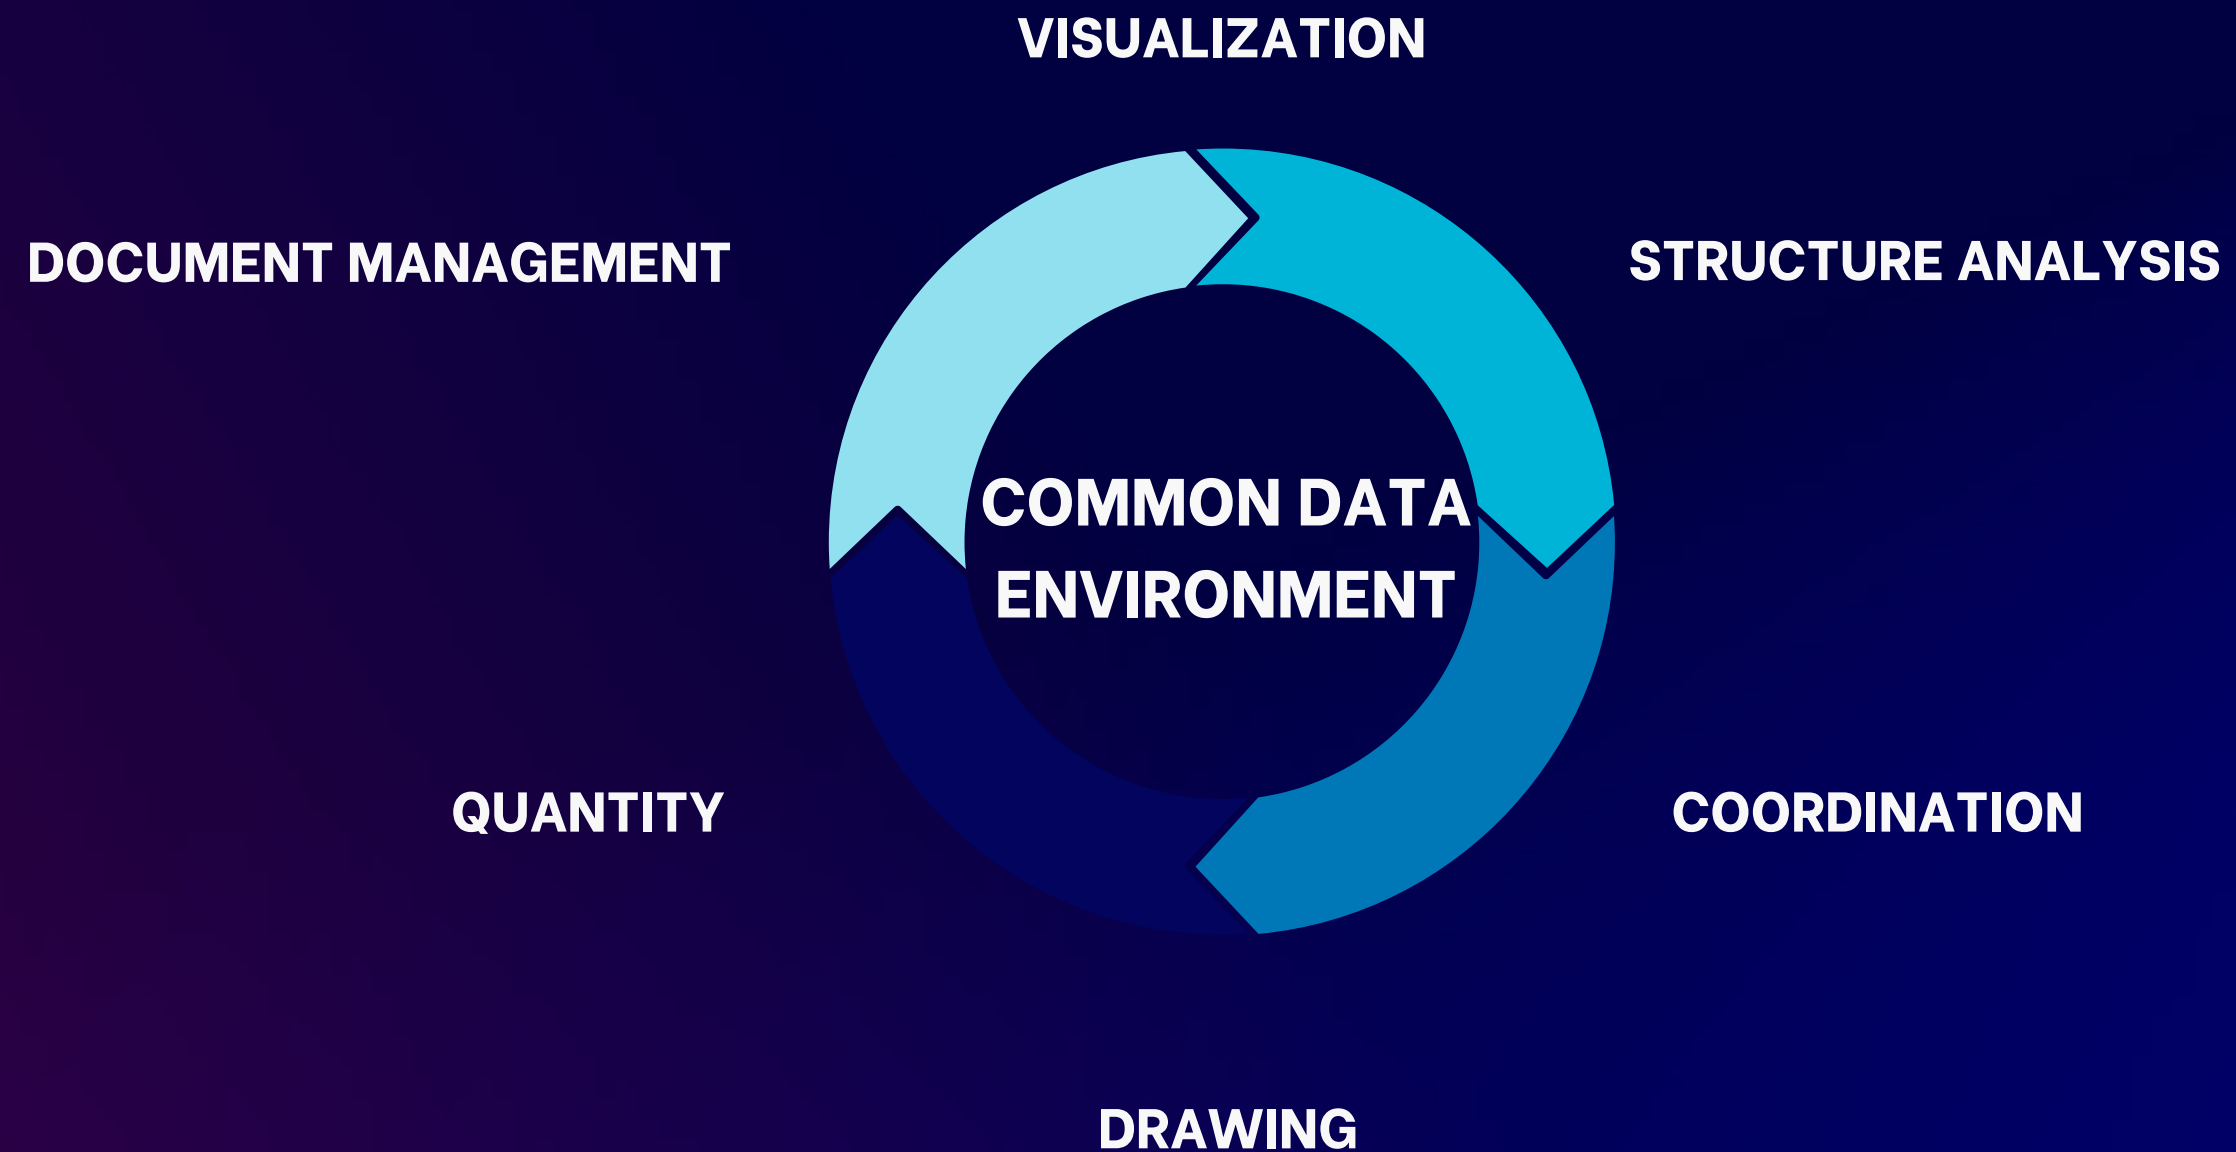 VISUALIZATION
DOCUMENT MANAGEMENT
STRUCTURE ANALYSIS
COMMON DATA
ENVIRONMENT
QUANTITY
COORDINATION
DRAWING